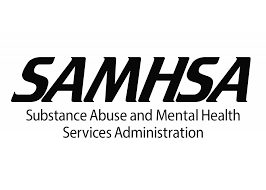 SAMHSA
Substance Abuse and Mental Health
Services Administration